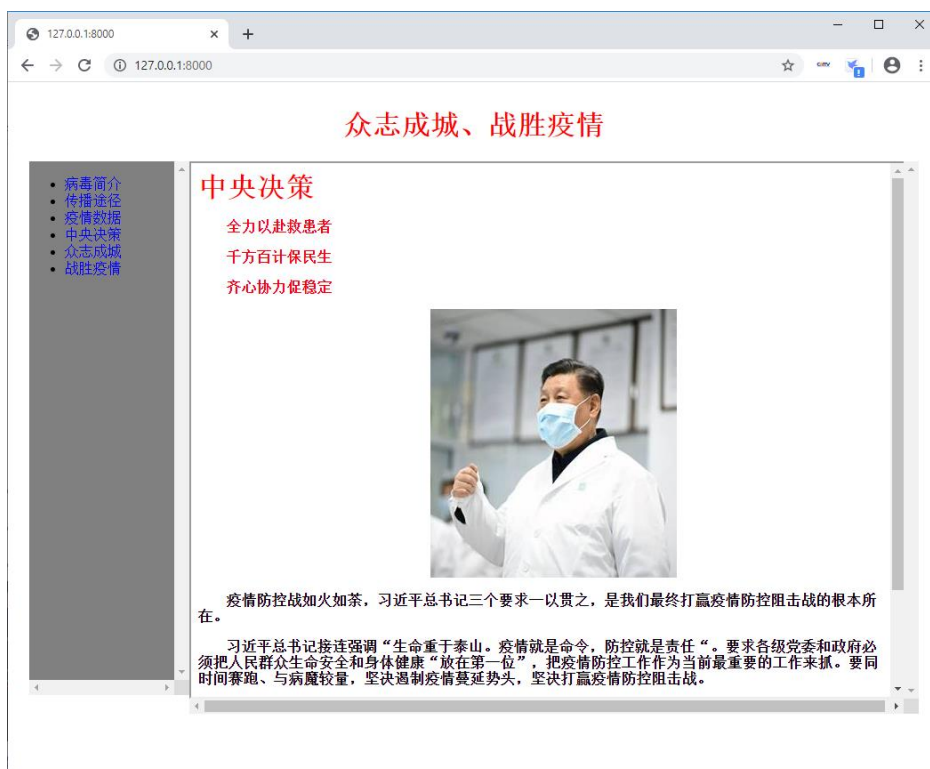 127.0.0.1:8000
127.0.0.1:8000
众志成城、战胜疫情
病毒简介
传播途径
疫情数据
中央决策
众志成城
战胜疫情
中央决策
全力以赴救患者
千方百计保民生
齐心协力促稳定
疫情防控战如火如荼，习近平总书记三个要求一以贯之，是我们最终打赢疫情防控阻击战的根本所
在。
习近平总书记接连强调“生命重于泰山。疫情就是命令，防控就是责任“。要求各级党委和政府必
须把人民群众生命安全和身体健康“放在第一位”，把疫情防控工作作为当前最重要的工作来抓。要同
时间赛跑、与病魔较量，坚决遏制疫情蔓延势头，坚决打赢疫情防控阻击战。